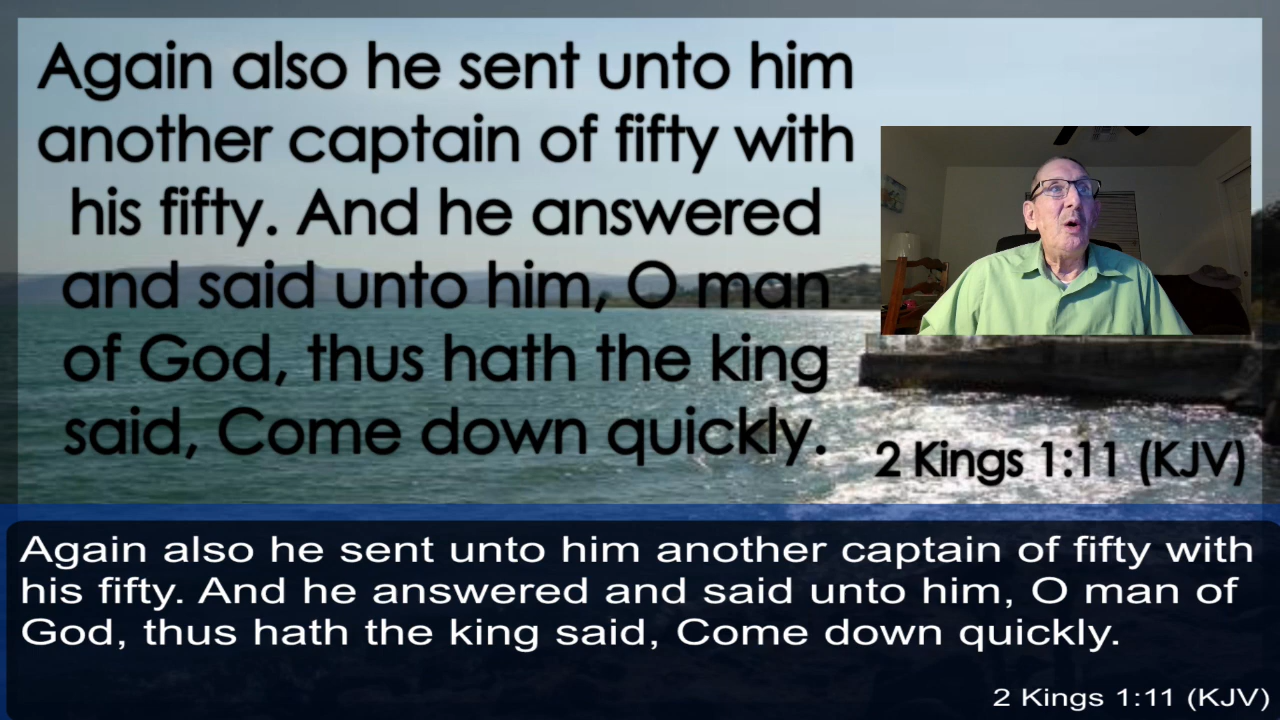 Again also he sent unto him
another captain of fifty with
his fifty. And he answered
and said unto him, O man
of God, thus hath the king
said, Come down quickly.
2 Kings 1:11 (KJV)
Again also he sent unto him another captain of fifty with
his fifty. And he answered and said unto him, O man of
God, thus hath the king said, Come down quickly.
2 Kings 1:11 (KJV)